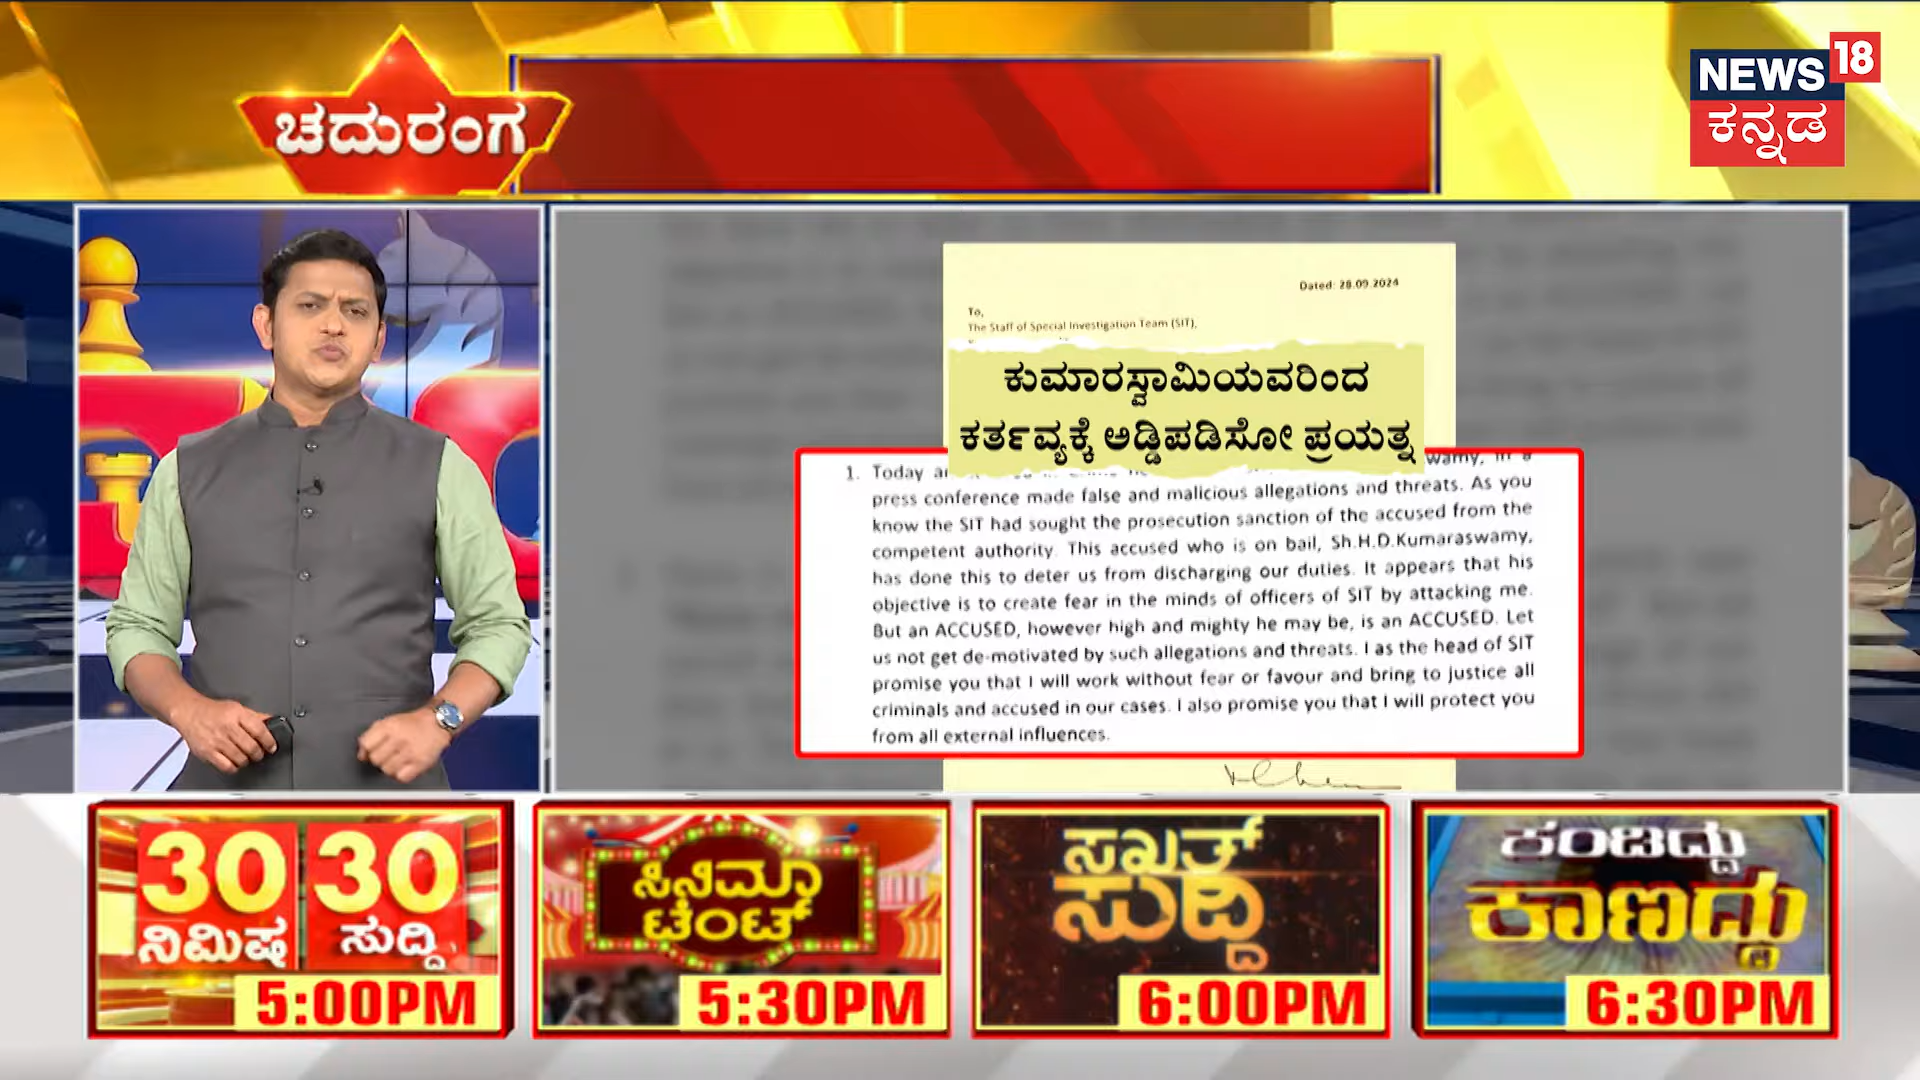 ಚದುರಂಗ
NEWS 18
ಕನ್ನಡ
Dated: 28.09.2024
To,
The Staff of Special Investigation Team (SIT),
ಕುಮಾರಸ್ವಾಮಿಯವರಿಂದ
ಕರ್ತವ್ಯಕ್ಕೆ ಅಡ್ಡಿಪಡಿಸೋ ಪ್ರಯತ್ನ
1. Today
press conference made false and malicious allegations and threats. As you
know the SIT had sought the prosecution sanction of the accused from the
competent authority. This accused who is on bail, Sh.H.D.Kumaraswamy,
has done this to deter us from discharging our duties. It appears that his
objective is to create fear in the minds of officers of SIT by attacking me.
But an ACCUSED, however high and mighty he may be, is an ACCUSED. Let
us not get de-motivated by such allegations and threats. I as the head of SIT
promise you that I will work without fear or favour and bring to justice all
criminals and accused in our cases. I also promise you that I will protect you
from all external influences.
30 30
ನಿಮಿಷ ಸುದ್ದಿ
5:00PM
ಸಿನಿಮಾ
ಟೆಂಟ್
5:30PM
ಸಖತ್
ಸುದ್ದಿ
6:00PM
ಕಂಡಿದ್ದು
ಕಾಣದ್ದು
6:30PM